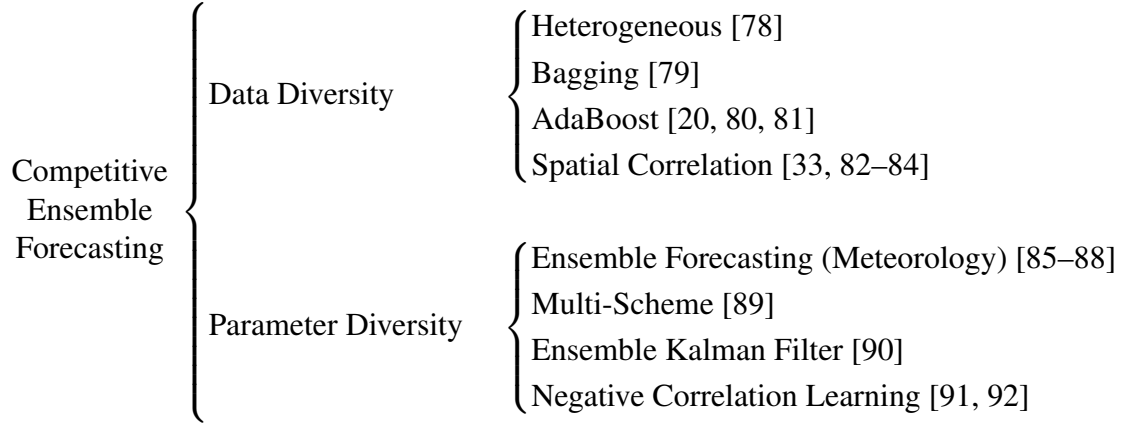 Competitive
Ensemble
Forecasting
Data Diversity
Heterogeneous [78]
Bagging [79]
AdaBoost [20, 80, 81]
Spatial Correlation [33, 82–84]
Parameter Diversity
Ensemble Forecasting (Meteorology) [85–88]
Multi-Scheme [89]
Ensemble Kalman Filter [90]
Negative Correlation Learning [91, 92]